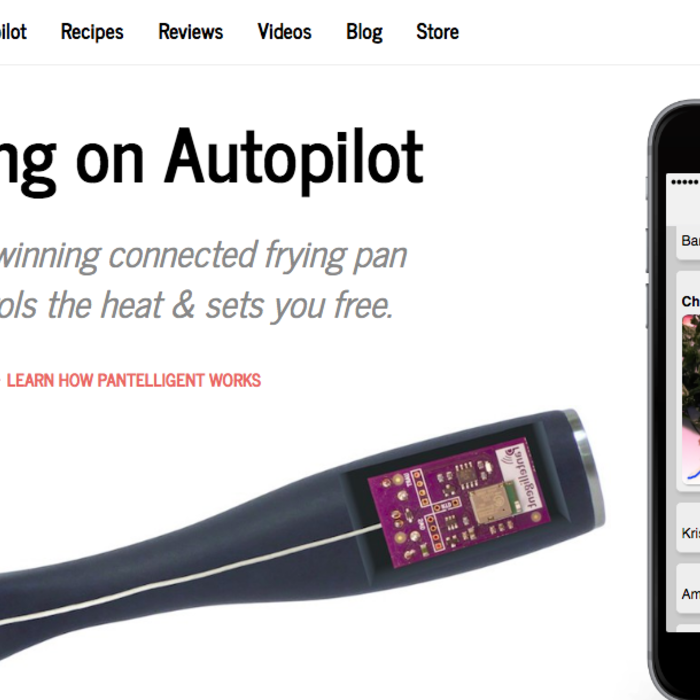 ilot Recipes Reviews Videos Blog Store
ng on Autopilot
winning connected frying pan
ols the heat & sets you free.
LEARN HOW PANTELLIGENT WORKS
pantelligent
Ba
Ch
Kri
Am